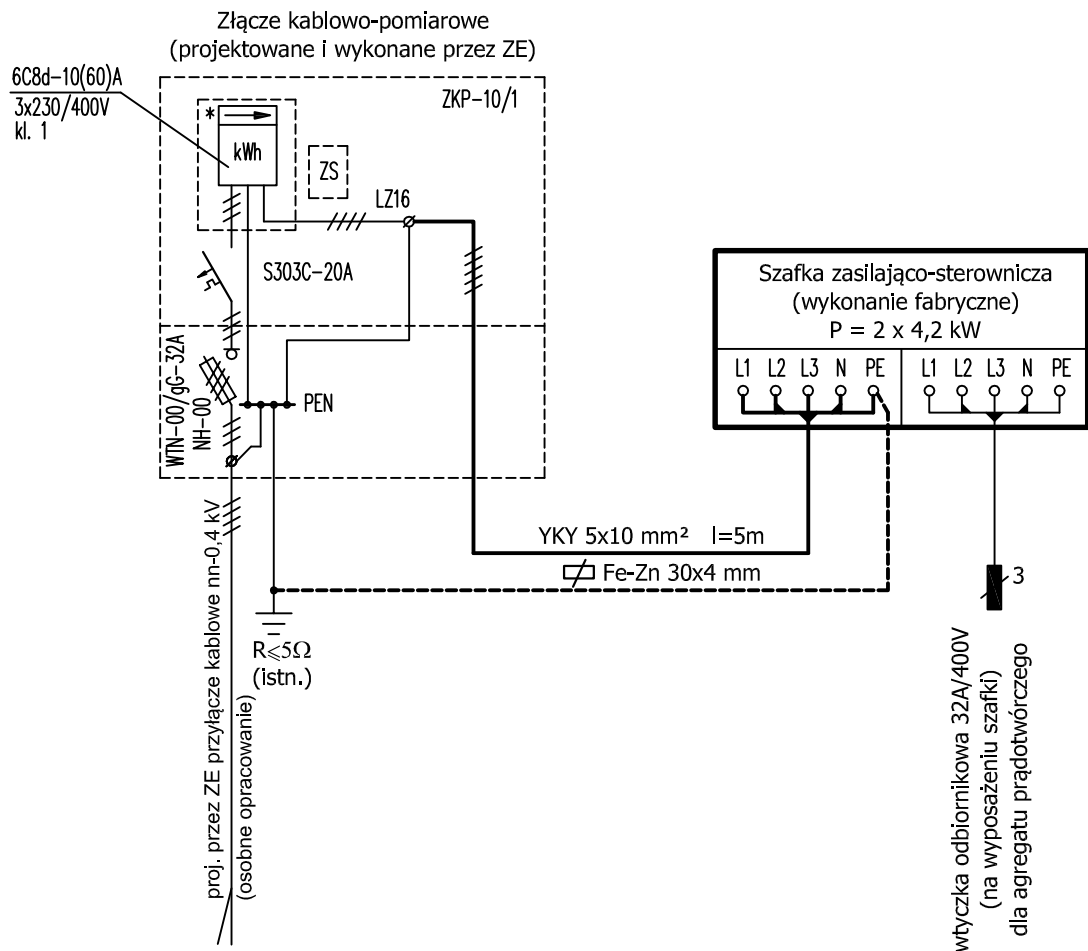 Złącze kablowo-pomiarowe
(projektowane i wykonane przez ZE)
6C8d-10(60)A
3x230/400V
kl. 1
ZKP-10/1
*
kWh
ZS
LZ16
S303C-20A
WTN-00/gG-32A
NH-00
PEN
Szafka zasilająco-sterownicza
(wykonanie fabryczne)
P = 2 x 4,2 kW
L1 L2 L3 N PE
L1 L2 L3 N PE
YKY 5x10 mm² l=5m
Fe-Zn 30x4 mm
R⩽5Ω
(istn.)
3
proj. przez ZE przyłącze kablowe nn-0,4 kV
(osobne opracowanie)
wtyczka odbiornikowa 32A/400V
(na wyposażeniu szafki)
dla agregatu prądotwórczego